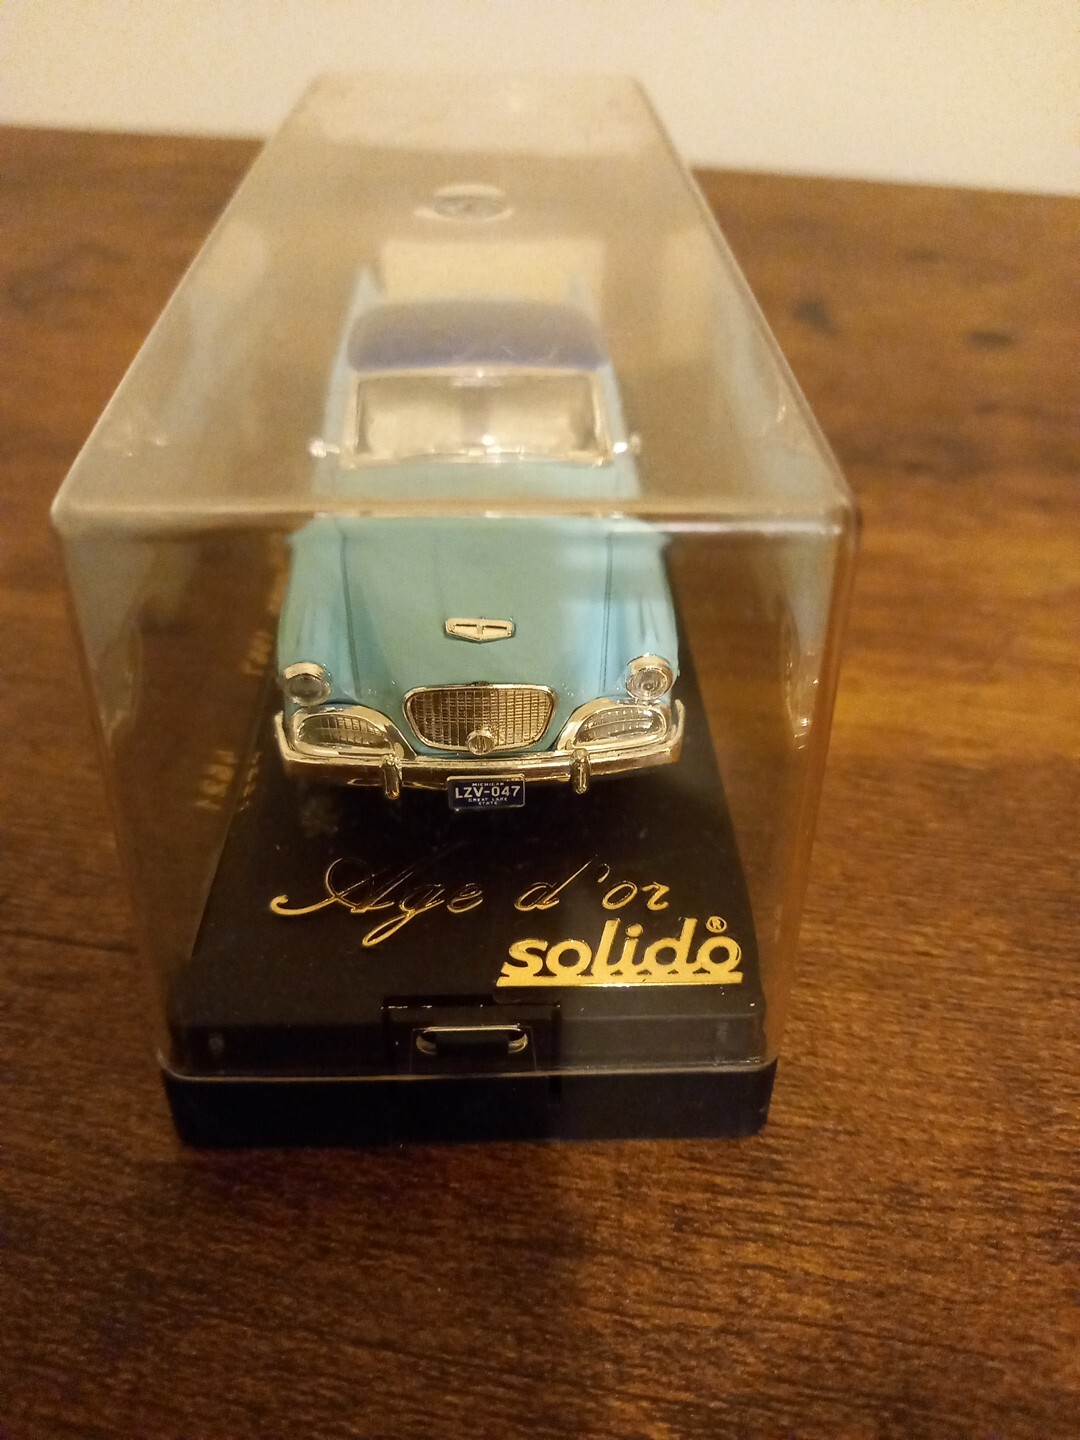 MICHIGAN
LZV-047
GREAT LAKE
STATE
Age d'or
solido®